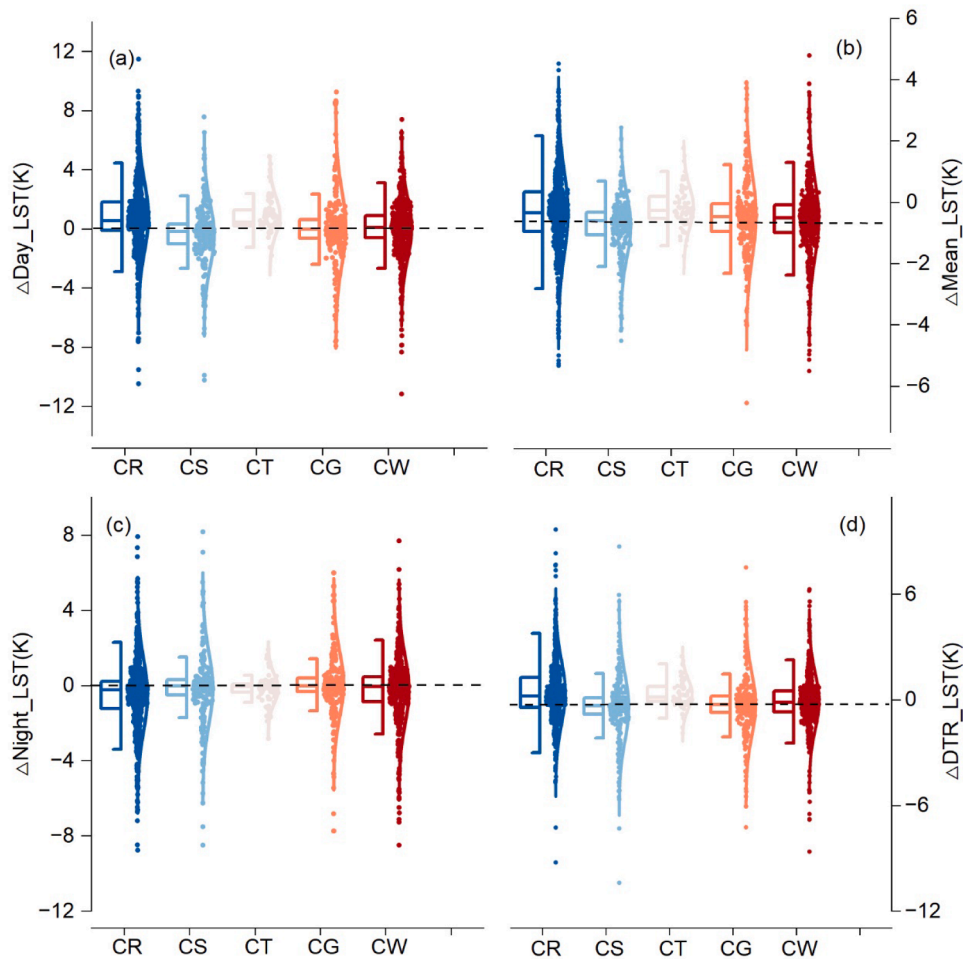 (a)
12
8
4
0
−4
−8
−12
△Day_LST(K)
CR CS CT CG CW
(b)
6
4
2
0
−2
−4
−6
△Mean_LST(K)
CR CS CT CG CW
(c)
8
4
0
−4
−8
−12
△Night_LST(K)
CR CS CT CG CW
(d)
6
0
−6
−12
△DTR_LST(K)
CR CS CT CG CW